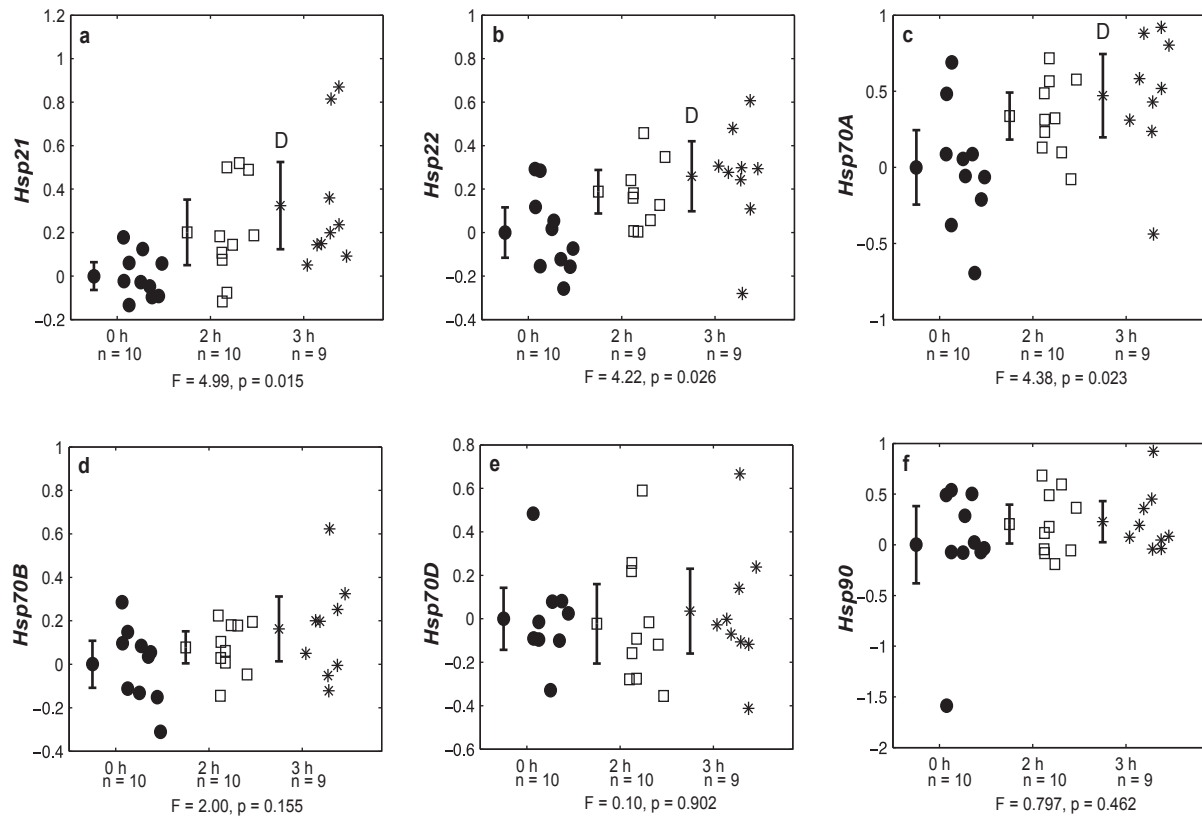 a
1.2
1
0.8
0.6
0.4
0.2
0
−0.2
Hsp21
D
0 h
n = 10
2 h
n = 10
3 h
n = 9
F = 4.99, p = 0.015
b
1
0.8
0.6
0.4
0.2
0
−0.2
−0.4
Hsp22
D
0 h
n = 10
2 h
n = 9
3 h
n = 9
F = 4.22, p = 0.026
c
1
0.5
0
−0.5
−1
Hsp70A
D
0 h
n = 10
2 h
n = 10
3 h
n = 9
F = 4.38, p = 0.023
d
1
0.8
0.6
0.4
0.2
0
−0.2
−0.4
Hsp70B
0 h
n = 10
2 h
n = 10
3 h
n = 9
F = 2.00, p = 0.155
e
0.8
0.6
0.4
0.2
0
−0.2
−0.4
−0.6
Hsp70D
0 h
n = 10
2 h
n = 10
3 h
n = 9
F = 0.10, p = 0.902
f
1
0.5
0
−0.5
−1
−1.5
−2
Hsp90
0 h
n = 10
2 h
n = 10
3 h
n = 9
F = 0.797, p = 0.462